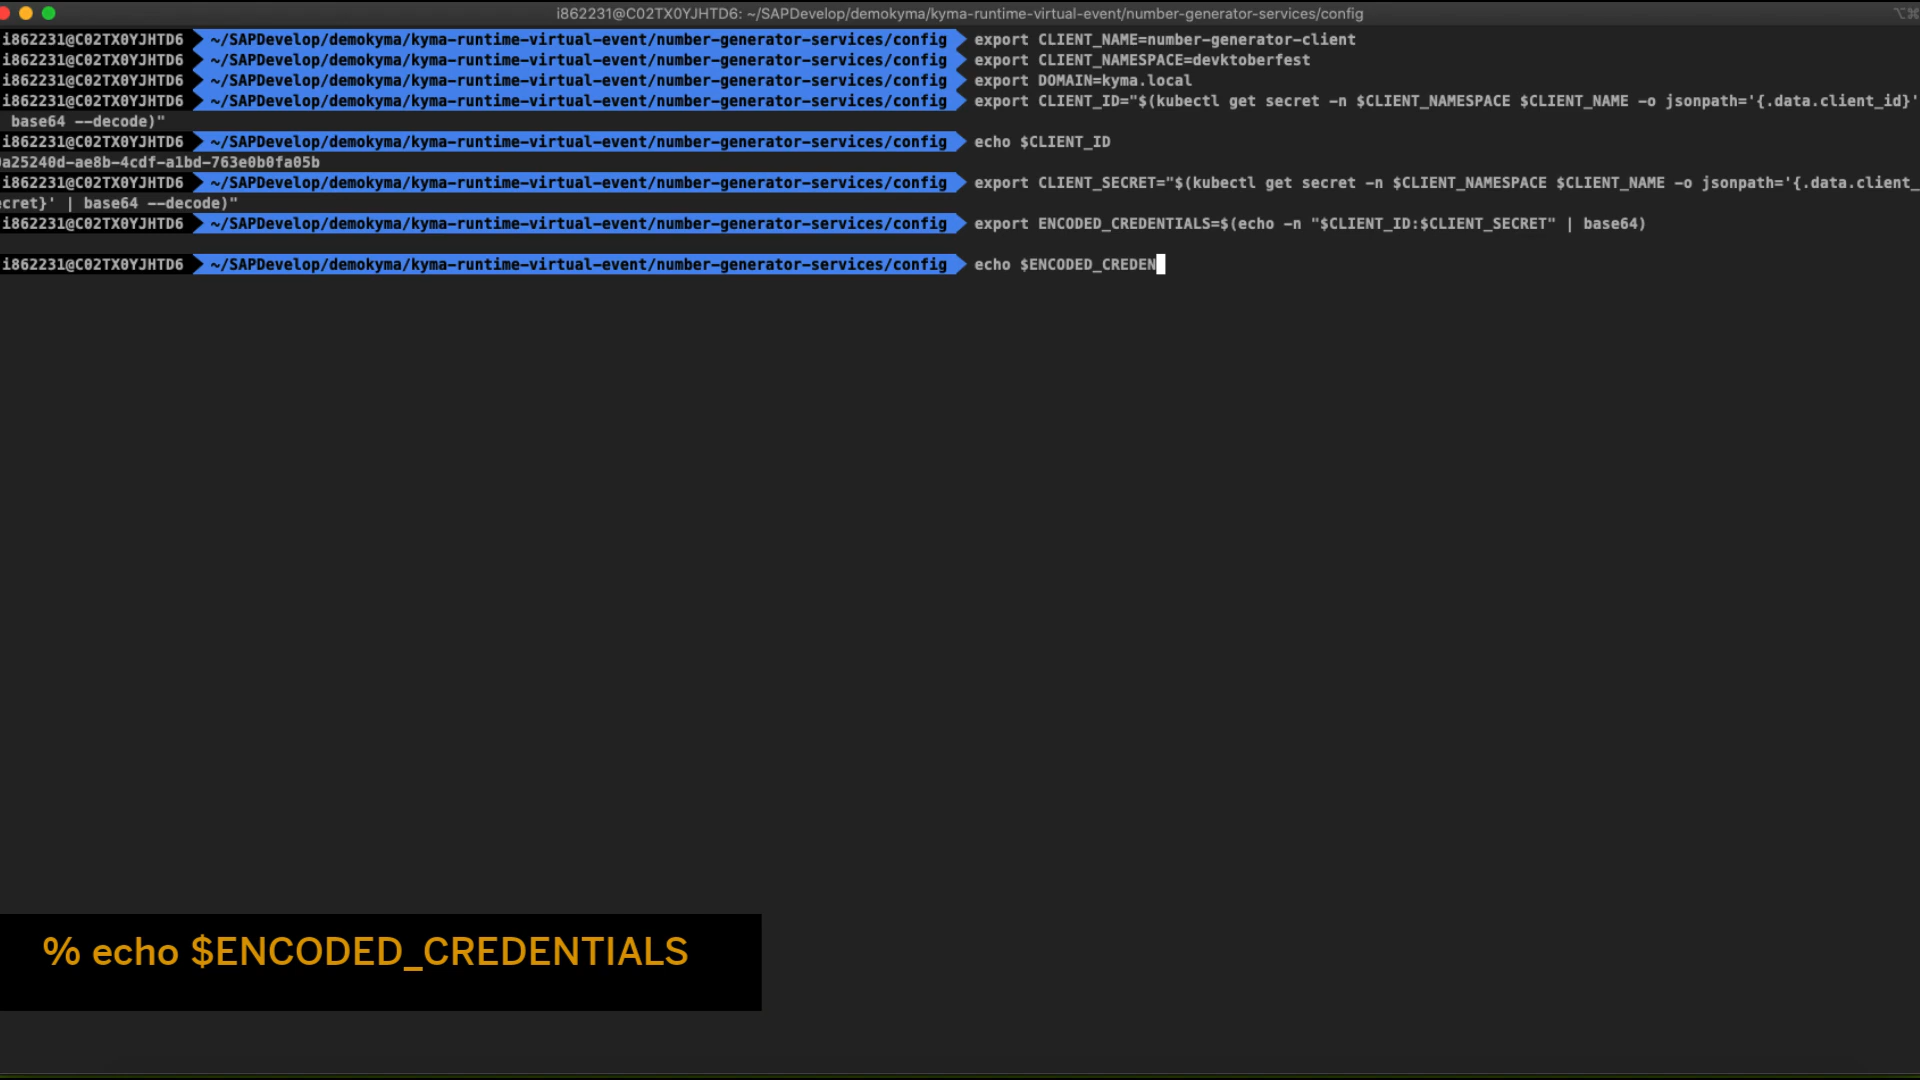 i862231@C02TX0YJHTD6: ~/SAPDevelop/demokyma/kyma-runtime-virtual-event/number-generator-services/config
i862231@C02TX0YJHTD6 ~/SAPDevelop/demokyma/kyma-runtime-virtual-event/number-generator-services/config export CLIENT_NAME=number-generator-client
i862231@C02TX0YJHTD6 ~/SAPDevelop/demokyma/kyma-runtime-virtual-event/number-generator-services/config export CLIENT_NAMESPACE=devktoberfest
i862231@C02TX0YJHTD6 ~/SAPDevelop/demokyma/kyma-runtime-virtual-event/number-generator-services/config export DOMAIN=kyma.local
i862231@C02TX0YJHTD6 ~/SAPDevelop/demokyma/kyma-runtime-virtual-event/number-generator-services/config export CLIENT_ID="$(kubectl get secret -n $CLIENT_NAMESPACE $CLIENT_NAME -o jsonpath='{.data.client_id}'
base64 --decode)"
i862231@C02TX0YJHTD6 ~/SAPDevelop/demokyma/kyma-runtime-virtual-event/number-generator-services/config echo $CLIENT_ID
a25240d-ae8b-4cdf-a1bd-763e0b0fa05b
i862231@C02TX0YJHTD6 ~/SAPDevelop/demokyma/kyma-runtime-virtual-event/number-generator-services/config export CLIENT_SECRET="$(kubectl get secret -n $CLIENT_NAMESPACE $CLIENT_NAME -o jsonpath='{.data.client_
ecret}' | base64 --decode)"
i862231@C02TX0YJHTD6 ~/SAPDevelop/demokyma/kyma-runtime-virtual-event/number-generator-services/config export ENCODED_CREDENTIALS=$(echo -n "$CLIENT_ID:$CLIENT_SECRET" | base64)
i862231@C02TX0YJHTD6 ~/SAPDevelop/demokyma/kyma-runtime-virtual-event/number-generator-services/config echo $ENCODED_CREDEN
% echo $ENCODED_CREDENTIALS